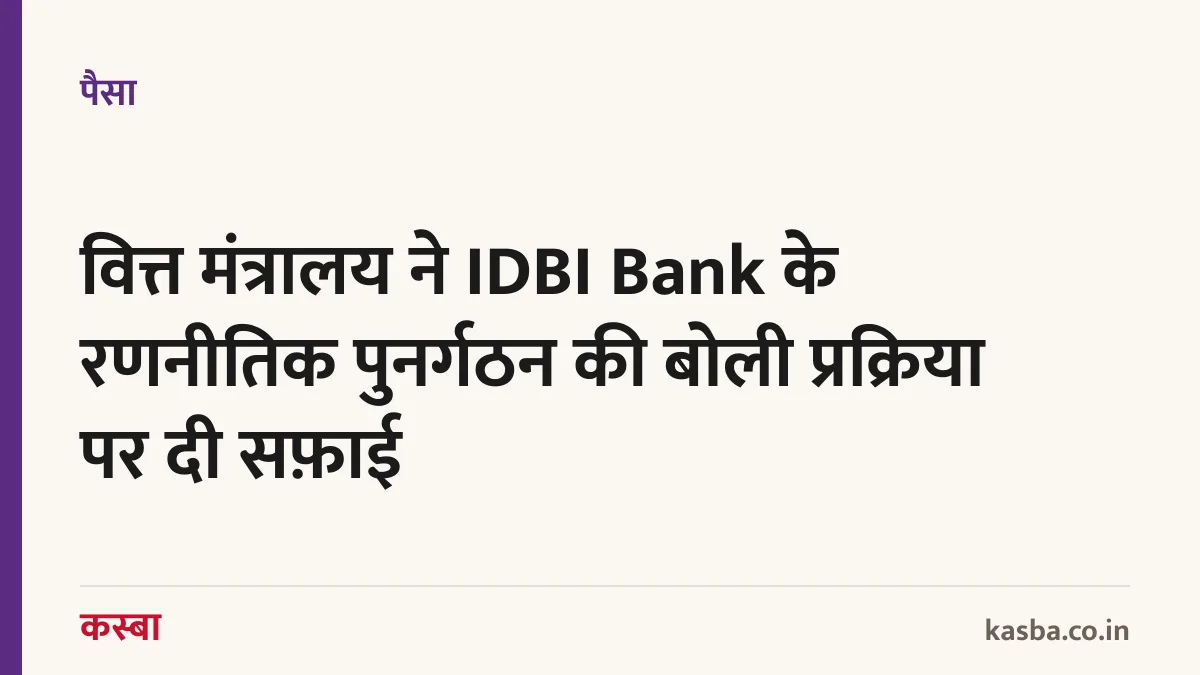 पैसा
वित्त मंत्रालय ने IDBI Bank के
रणनीतिक पुनर्गठन की बोली प्रक्रिया
पर दी सफ़ाई
कस्बा
kasba.co.in